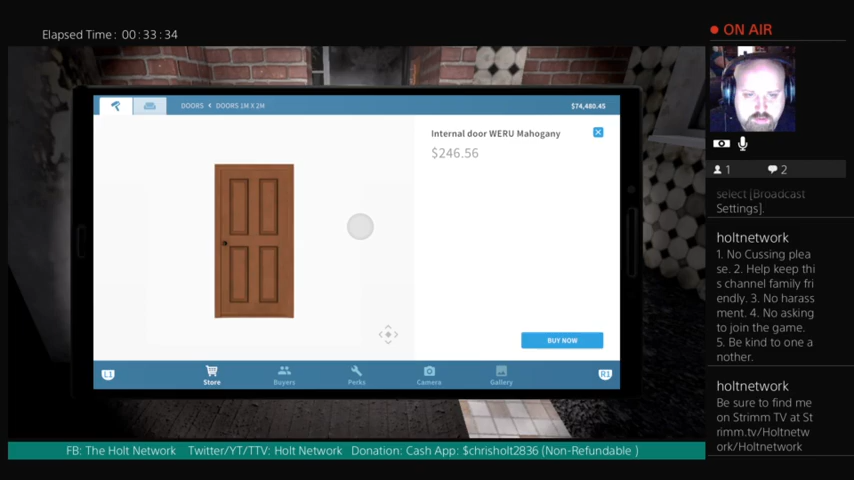 Elapsed Time: 00:33:34
ON AIR
DOORS < DOORS 1M X 2M
$74,480.45
Internal door WERU Mahogany
$246.56
BUY NOW
L1
Store
Buyers
Perks
Camera
Gallery
R1
1
2
select [Broadcast
Settings].
holtnetwork
1. No Cussing plea
se. 2. Help keep thi
s channel family fri
endly. 3. No harass
ment. 4. No asking
to join the game.
5. Be kind to one a
nother.
holtnetwork
Be sure to find me
on Strimm TV at St
rimm.tv/Holtnetw
ork/Holtnetwork
FB: The Holt Network Twitter/YT/TTV: Holt Network Donation: Cash App: $chrisholt2836 (Non-Refundable )